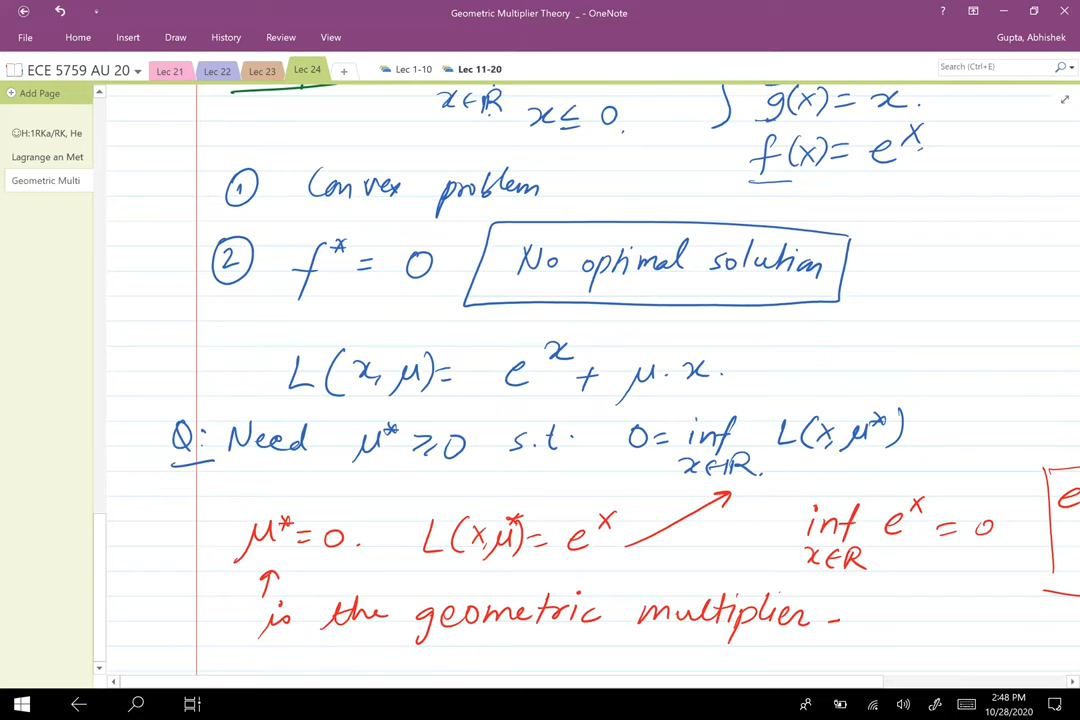 Geometric Multiplier Theory _ - OneNote
Gupta, Abhishek
File Home Insert Draw History Review View
ECE 5759 AU 20 Lec 21 Lec 22 Lec 23 Lec 24 + Lec 1-10 Lec 11-20 Search (Ctrl+E)
Add Page
H:1RKa/RK, He
Lagrange an Met
Geometric Multi
x∈ℝ
x ≤ 0.
g(x) = x.
f(x) = e^x.
① Convex problem
② f* = 0 No optimal solution
L(x, μ) = e^x + μ·x.
Q: Need μ* ≥ 0 s.t. 0 = inf L(x, μ*)
x∈ℝ.
μ* = 0. L(x, μ*) = e^x inf e^x = 0
x∈ℝ
e
↑
is the geometric multiplier -
2:48 PM
10/28/2020